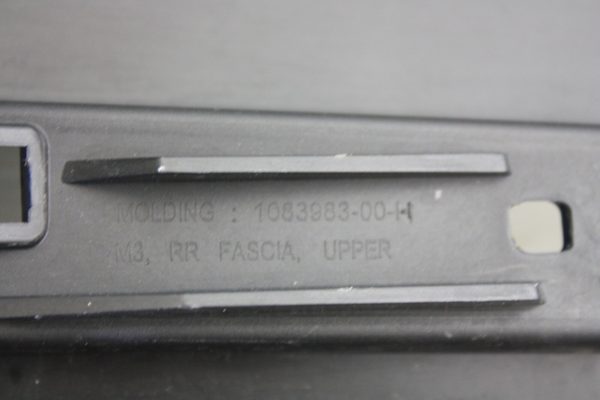 MOLDING : 1083983-00-H
M3, RR FASCIA, UPPER